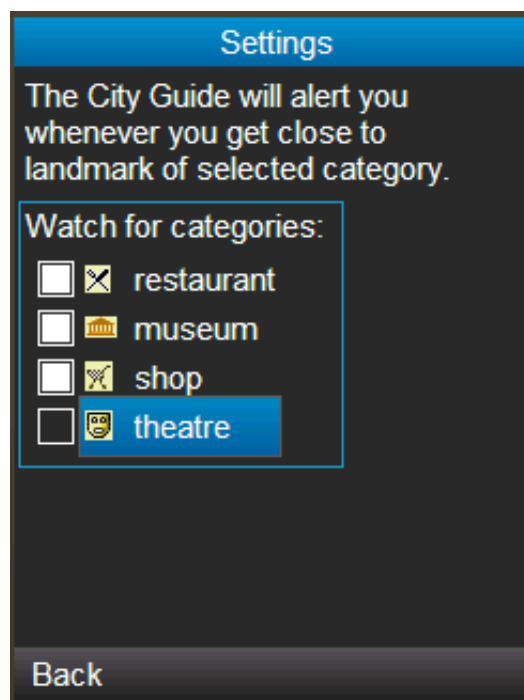 Settings
The City Guide will alert you
whenever you get close to
landmark of selected category.
Watch for categories:
restaurant
museum
shop
theatre
Back